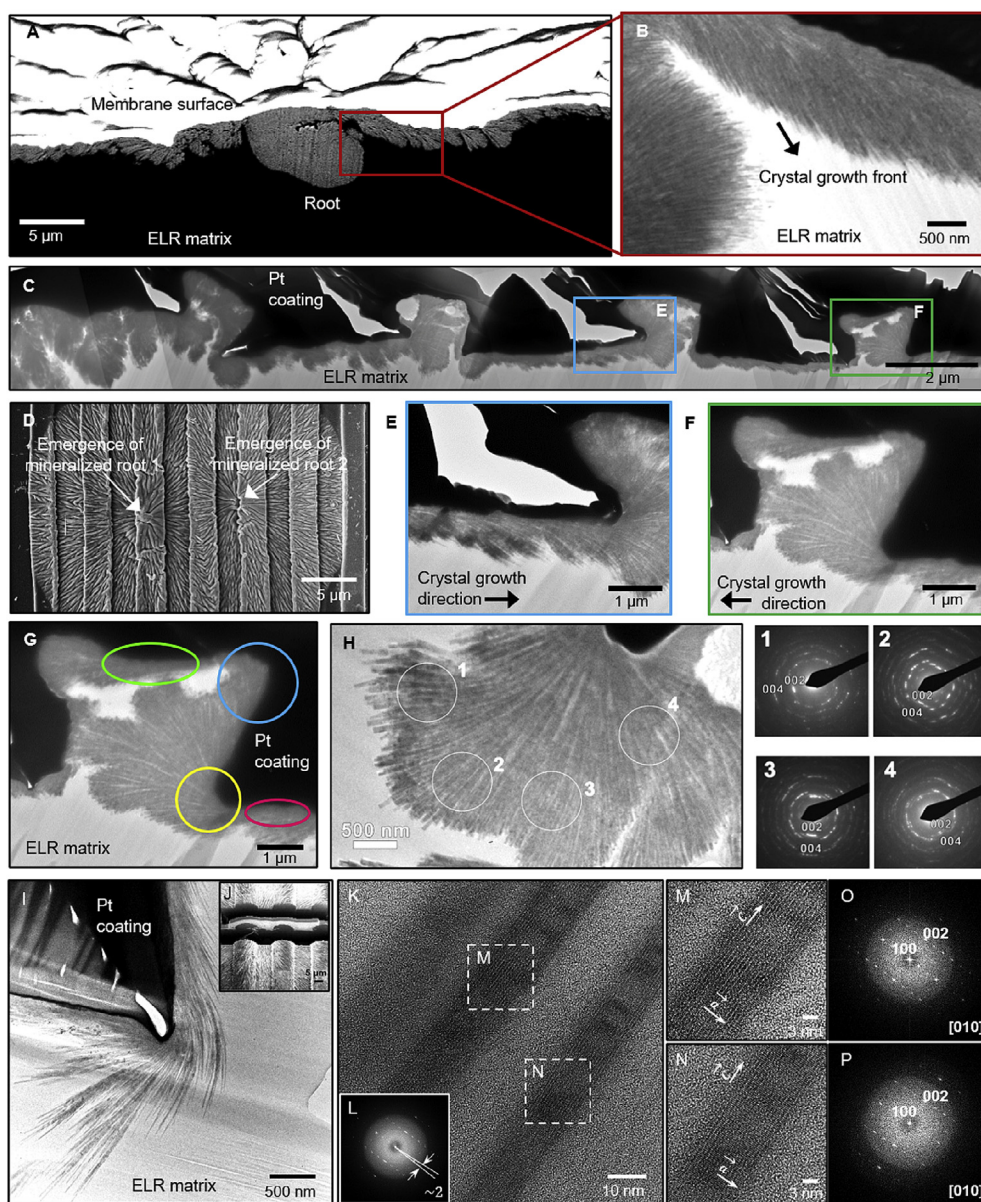 A
Membrane surface
Root
5 µm
ELR matrix
B
Crystal growth front
ELR matrix
500 nm
C
Pt
coating
E
F
ELR matrix
2 µm
D
Emergence of
mineralized root 1
Emergence of
mineralized root 2
5 µm
E
Crystal growth
direction
1 µm
F
Crystal growth
direction
1 µm
G
Pt
coating
ELR matrix
1 µm
H
1
2
3
4
500 nm
1
002
004
2
002
004
3
002
004
4
002
004
I
Pt
coating
ELR matrix
500 nm
J
5 µm
K
M
N
L
~2
10 nm
M
c
a
3 nm
O
002
100
[010]
N
c
a
3 nm
P
002
100
[010]